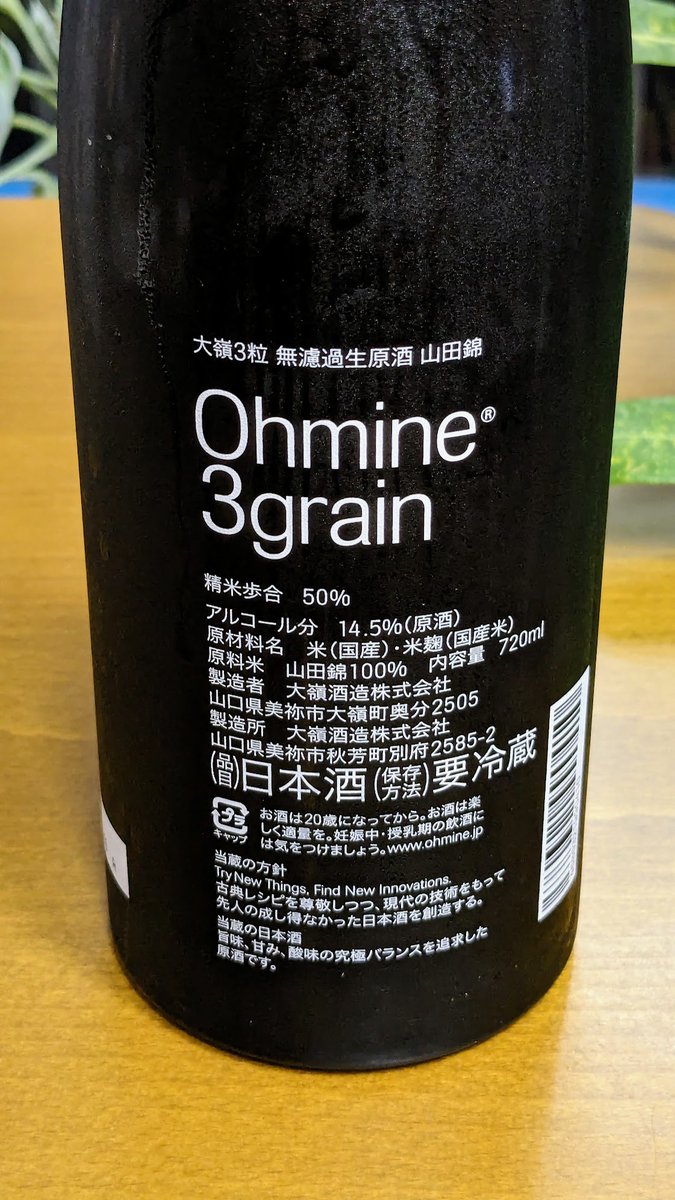 大嶺3粒 無濾過生原酒 山田錦
Ohmine®
3grain
精米歩合 50%
アルコール分 14.5%(原酒)
原材料名 米(国産)・米麹(国産米)
原料米 山田錦100% 内容量 720ml
製造者 大嶺酒造株式会社
山口県美祢市大嶺町奥分2505
製造所 大嶺酒造株式会社
山口県美祢市秋芳町別府2585-2
(品目)日本酒(保存方法)要冷蔵
プラ
キャップ
お酒は20歳になってから。お酒は楽
しく適量を。妊娠中・授乳期の飲酒に
は気をつけましょう。www.ohmine.jp
当蔵の方針
Try New Things, Find New Innovations.
古典レシピを尊敬しつつ、現代の技術をもって
先人の成し得なかった日本酒を創造する。
当蔵の日本酒
旨味、甘み、酸味の究極バランスを追求した
原酒です。